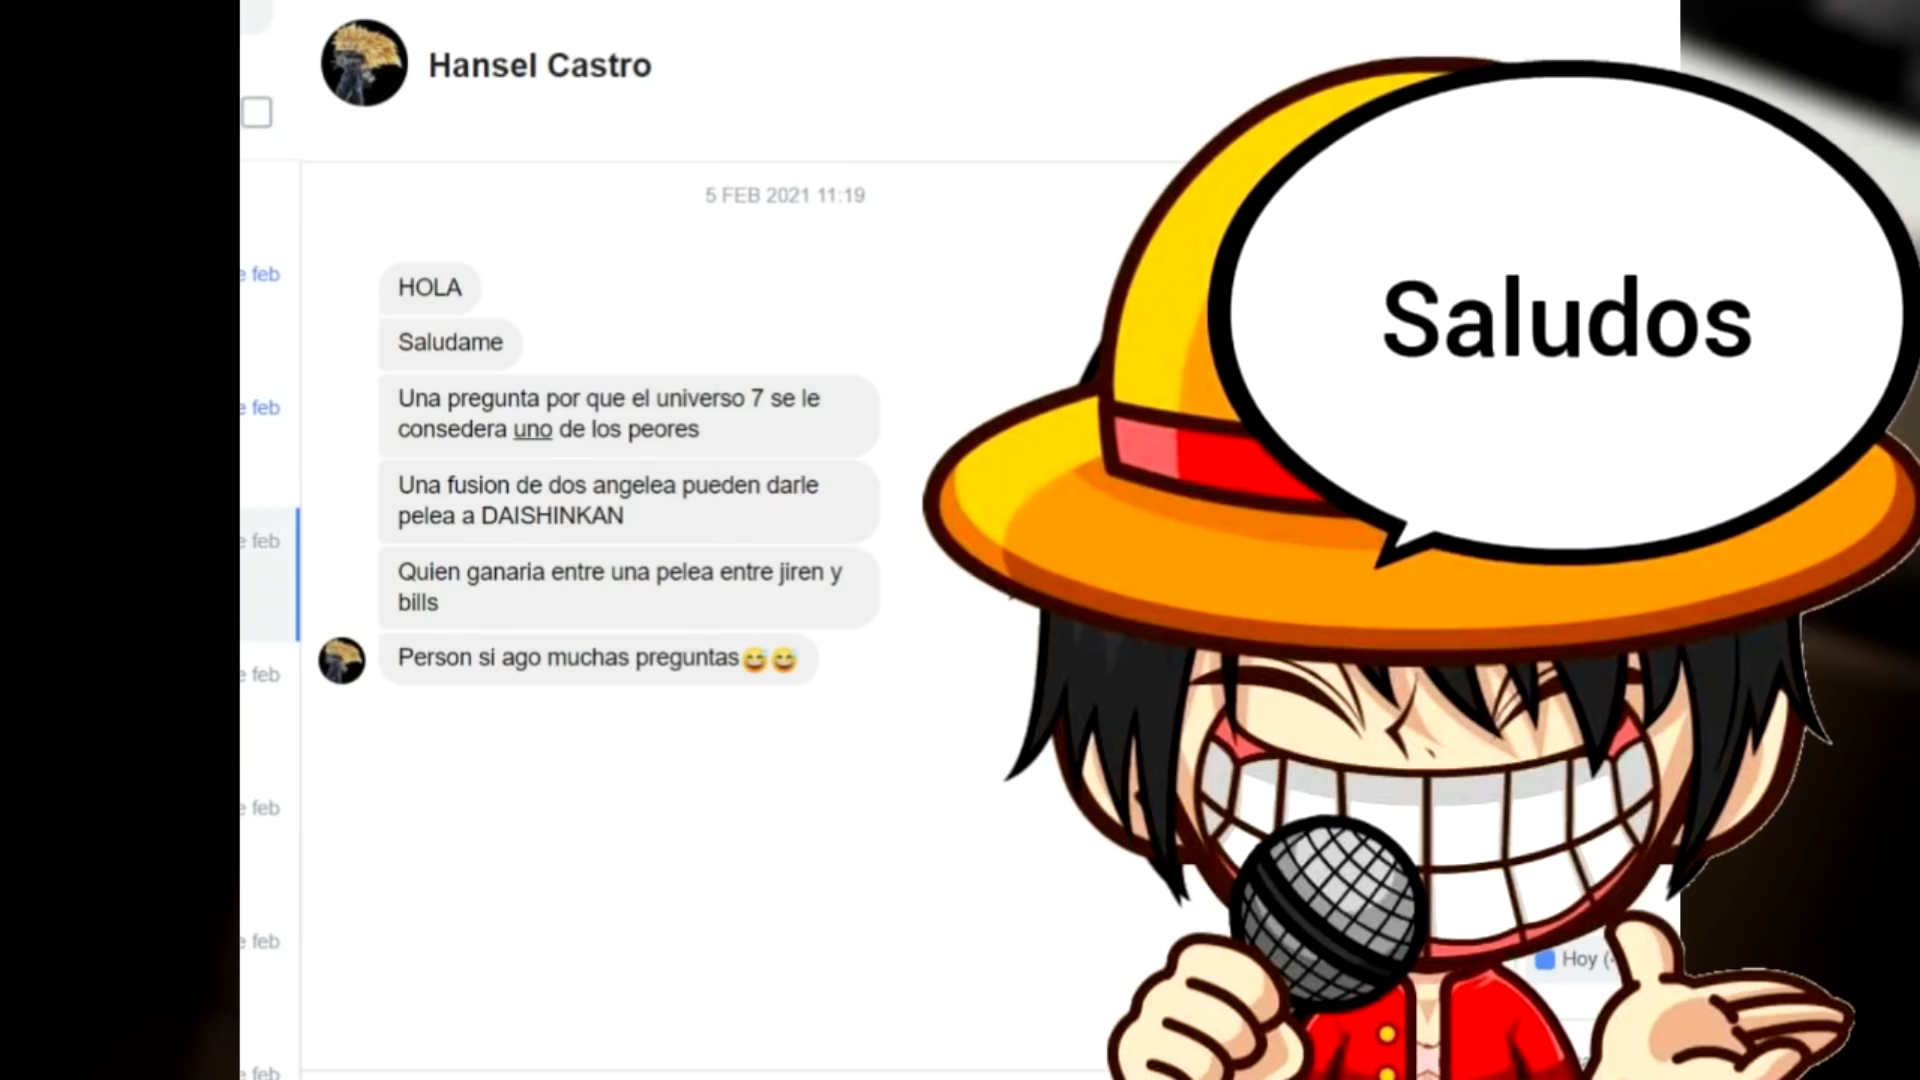 Hansel Castro
5 FEB 2021 11:19
HOLA
Saludame
Una pregunta por que el universo 7 se le
consedera uno de los peores
Una fusion de dos angelea pueden darle
pelea a DAISHINKAN
Quien ganaria entre una pelea entre jiren y
bills
Person si ago muchas preguntas😅😅
Saludos
e feb
e feb
e feb
e feb
e feb
e feb
e feb
Hoy (